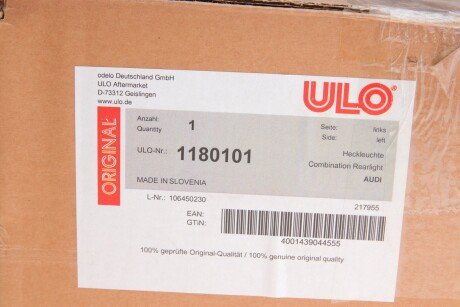 odelo Deutschland GmbH
ULO Aftermarket
D-73312 Geislingen
www.ulo.de
ULO®
ORIGINAL
Anzahl: 1 Seite: links
Quantity Side: left
ULO-Nr.: 1180101 Heckleuchte
Combination Rearlight
MADE IN SLOVENIA AUDI
L-Nr.: 106450230 217955
EAN:
GTiN:
4001439044555
100% geprüfte Original-Qualität / 100% genuine original quality